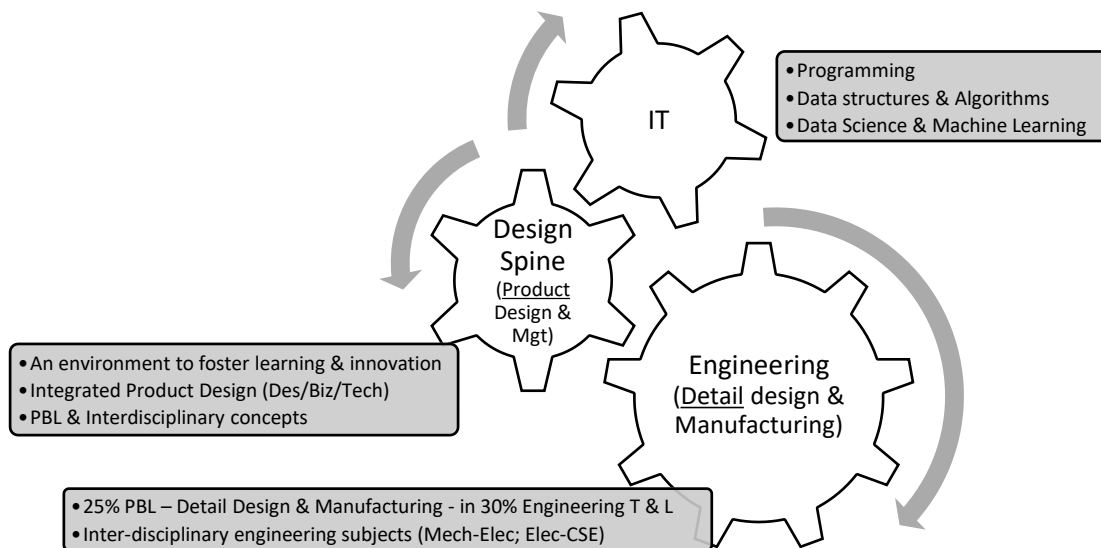 IT
•Programming
•Data structures & Algorithms
•Data Science & Machine Learning
Design
Spine
(Product
Design &
Mgt)
•An environment to foster learning & innovation
•Integrated Product Design (Des/Biz/Tech)
•PBL & Interdisciplinary concepts
Engineering
(Detail design &
Manufacturing)
•25% PBL – Detail Design & Manufacturing - in 30% Engineering T & L
•Inter-disciplinary engineering subjects (Mech-Elec; Elec-CSE)